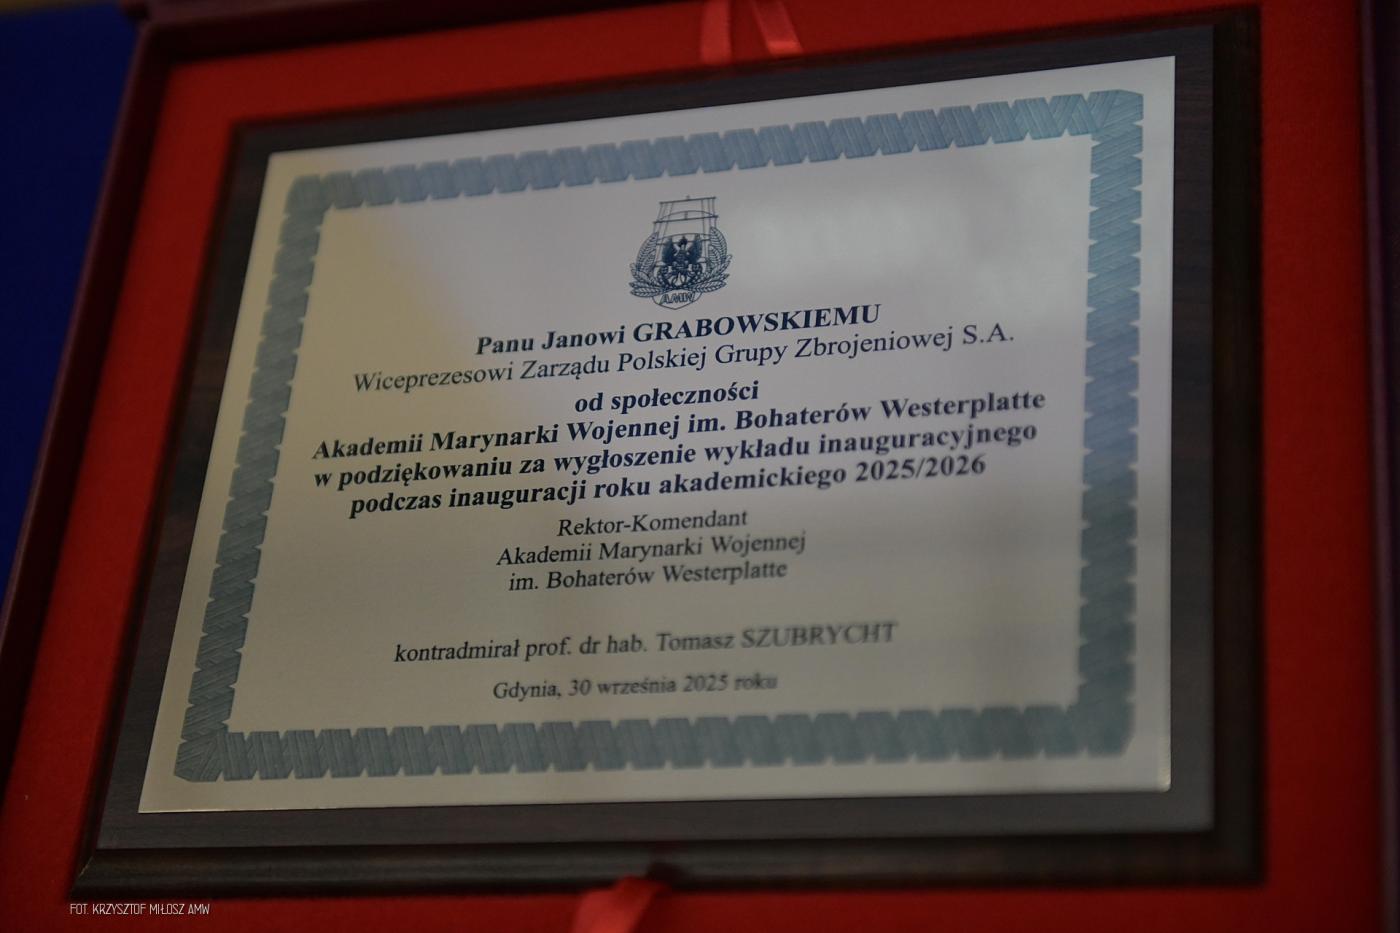 AMW
Panu Janowi GRABOWSKIEMU
Wiceprezesowi Zarządu Polskiej Grupy Zbrojeniowej S.A.
od społeczności
Akademii Marynarki Wojennej im. Bohaterów Westerplatte
w podziękowaniu za wygłoszenie wykładu inauguracyjnego
podczas inauguracji roku akademickiego 2025/2026
Rektor-Komendant
Akademii Marynarki Wojennej
im. Bohaterów Westerplatte
kontradmirał prof. dr hab. Tomasz SZUBRYCHT
Gdynia, 30 września 2025 roku
FOT. KRZYSZTOF MIŁOSZ AMW